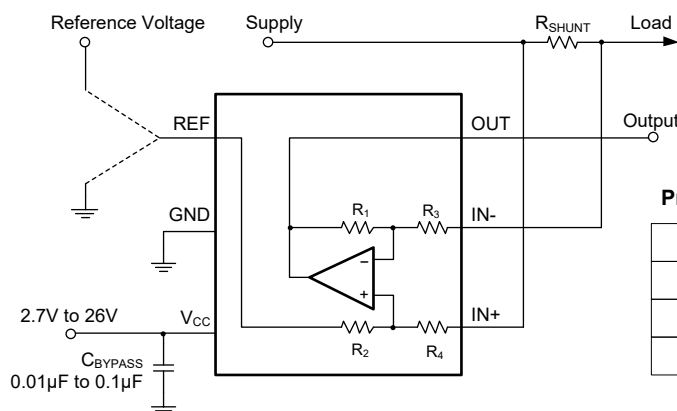 Reference Voltage
Supply
RSHUNT
Load
REF
OUT
Output
GND
R1
R3
IN-
−
+
2.7V to 26V
VCC
R2
R4
IN+
CBYPASS
0.01µF to 0.1µF